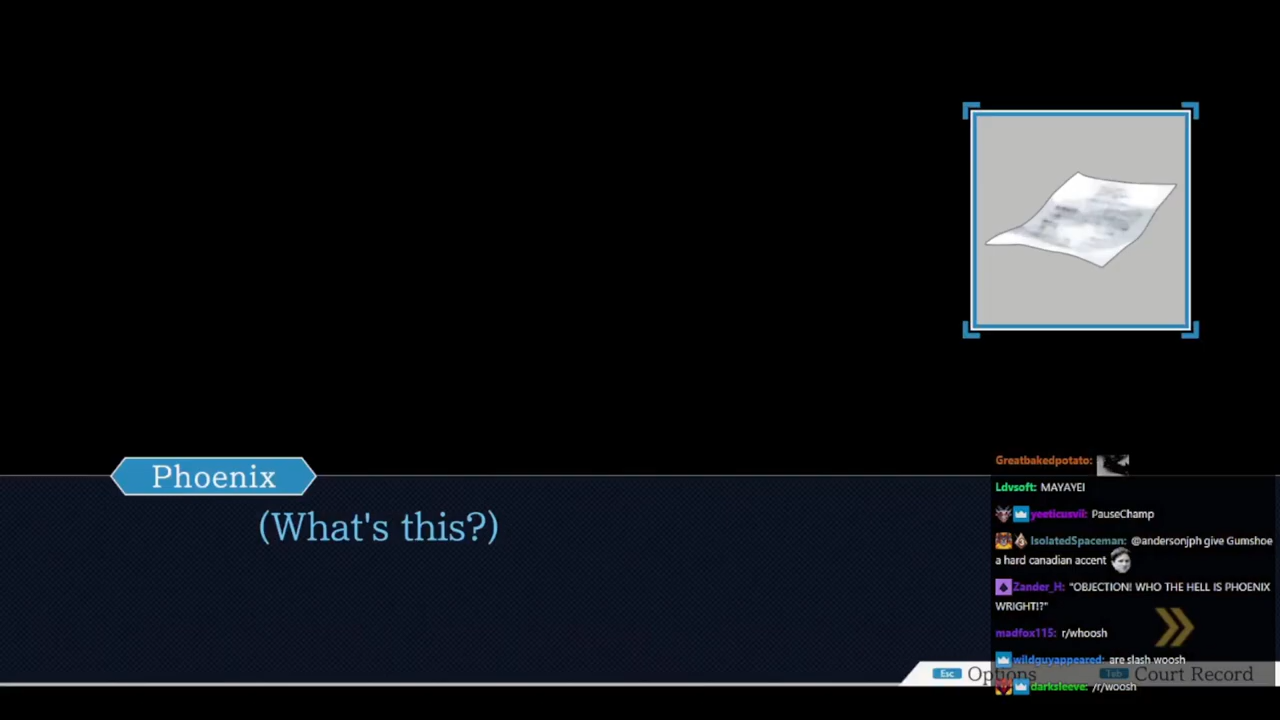 Phoenix
(What's this?)
Greatbakedpotato:
Ldvsoft: MAYAYEI
yeeticusvii: PauseChamp
IsolatedSpaceman: @andersonjph give Gumshoe
a hard canadian accent
Zander_H: "OBJECTION! WHO THE HELL IS PHOENIX
WRIGHT!?"
madfox115: r/whoosh
wildguyappeared: are slash woosh
Esc Options Tab Court Record
darksleeve: /r/woosh